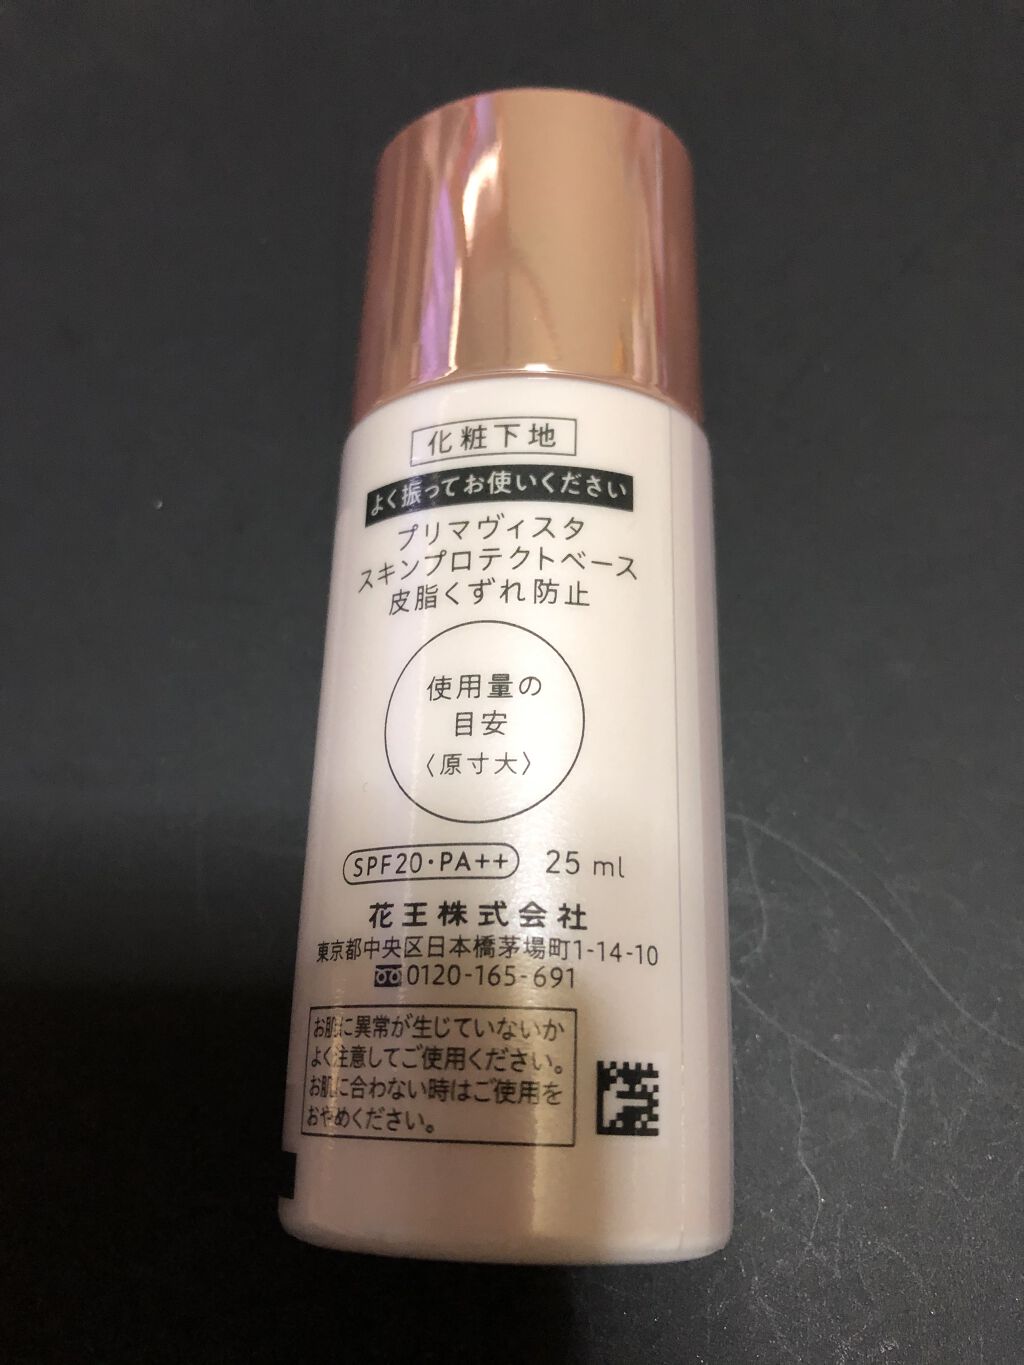 化粧下地
よく振ってお使いください
プリマヴィスタ
スキンプロテクトベース
皮脂くずれ防止
使用量の
目安
〈原寸大〉
SPF20・PA++ 25 ml
花王株式会社
東京都中央区日本橋茅場町1-14-10
0120-165-691
お肌に異常が生じていないか
よく注意してご使用ください。
お肌に合わない時はご使用を
おやめください。